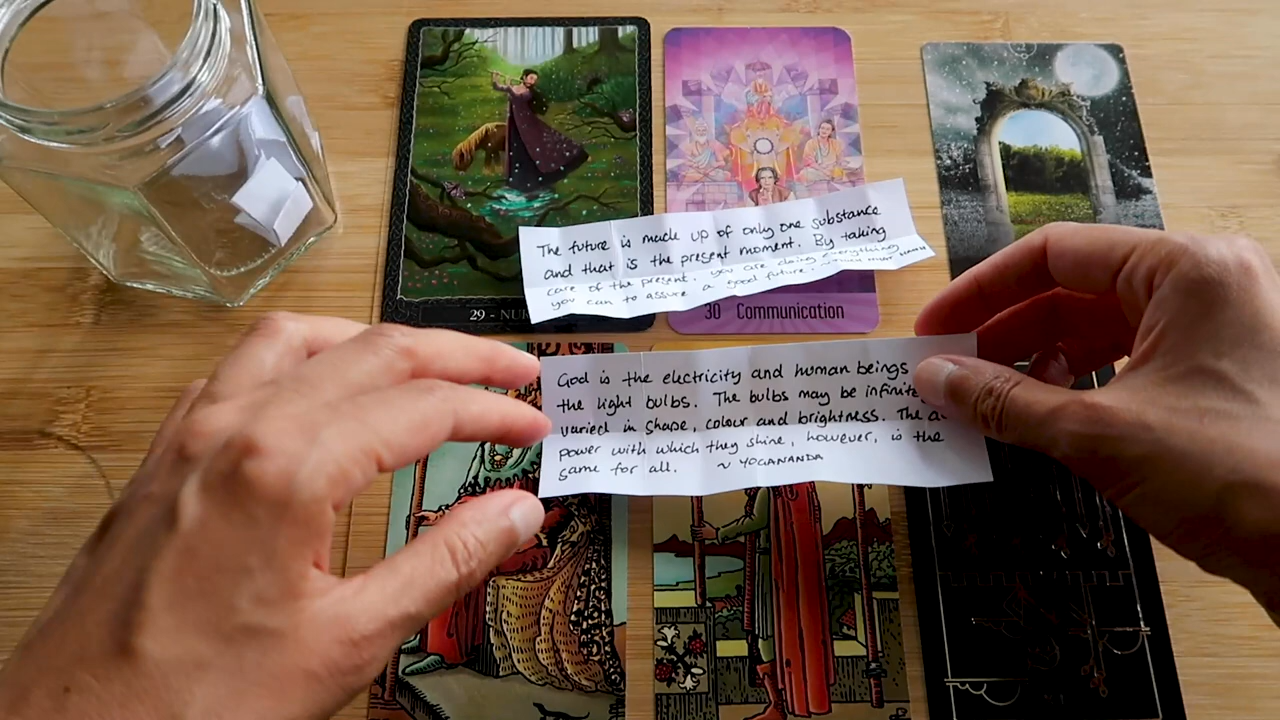 29 - NUR
30 Communication
The future is made up of only one substance
and that is the present moment. By taking
care of the present, you are doing everything
you can to assure a good future.
God is the electricity and human beings
the light bulbs. The bulbs may be infinite
varied in shape, colour and brightness. The
power with which they shine, however, is the
same for all. ~ YOGANANDA